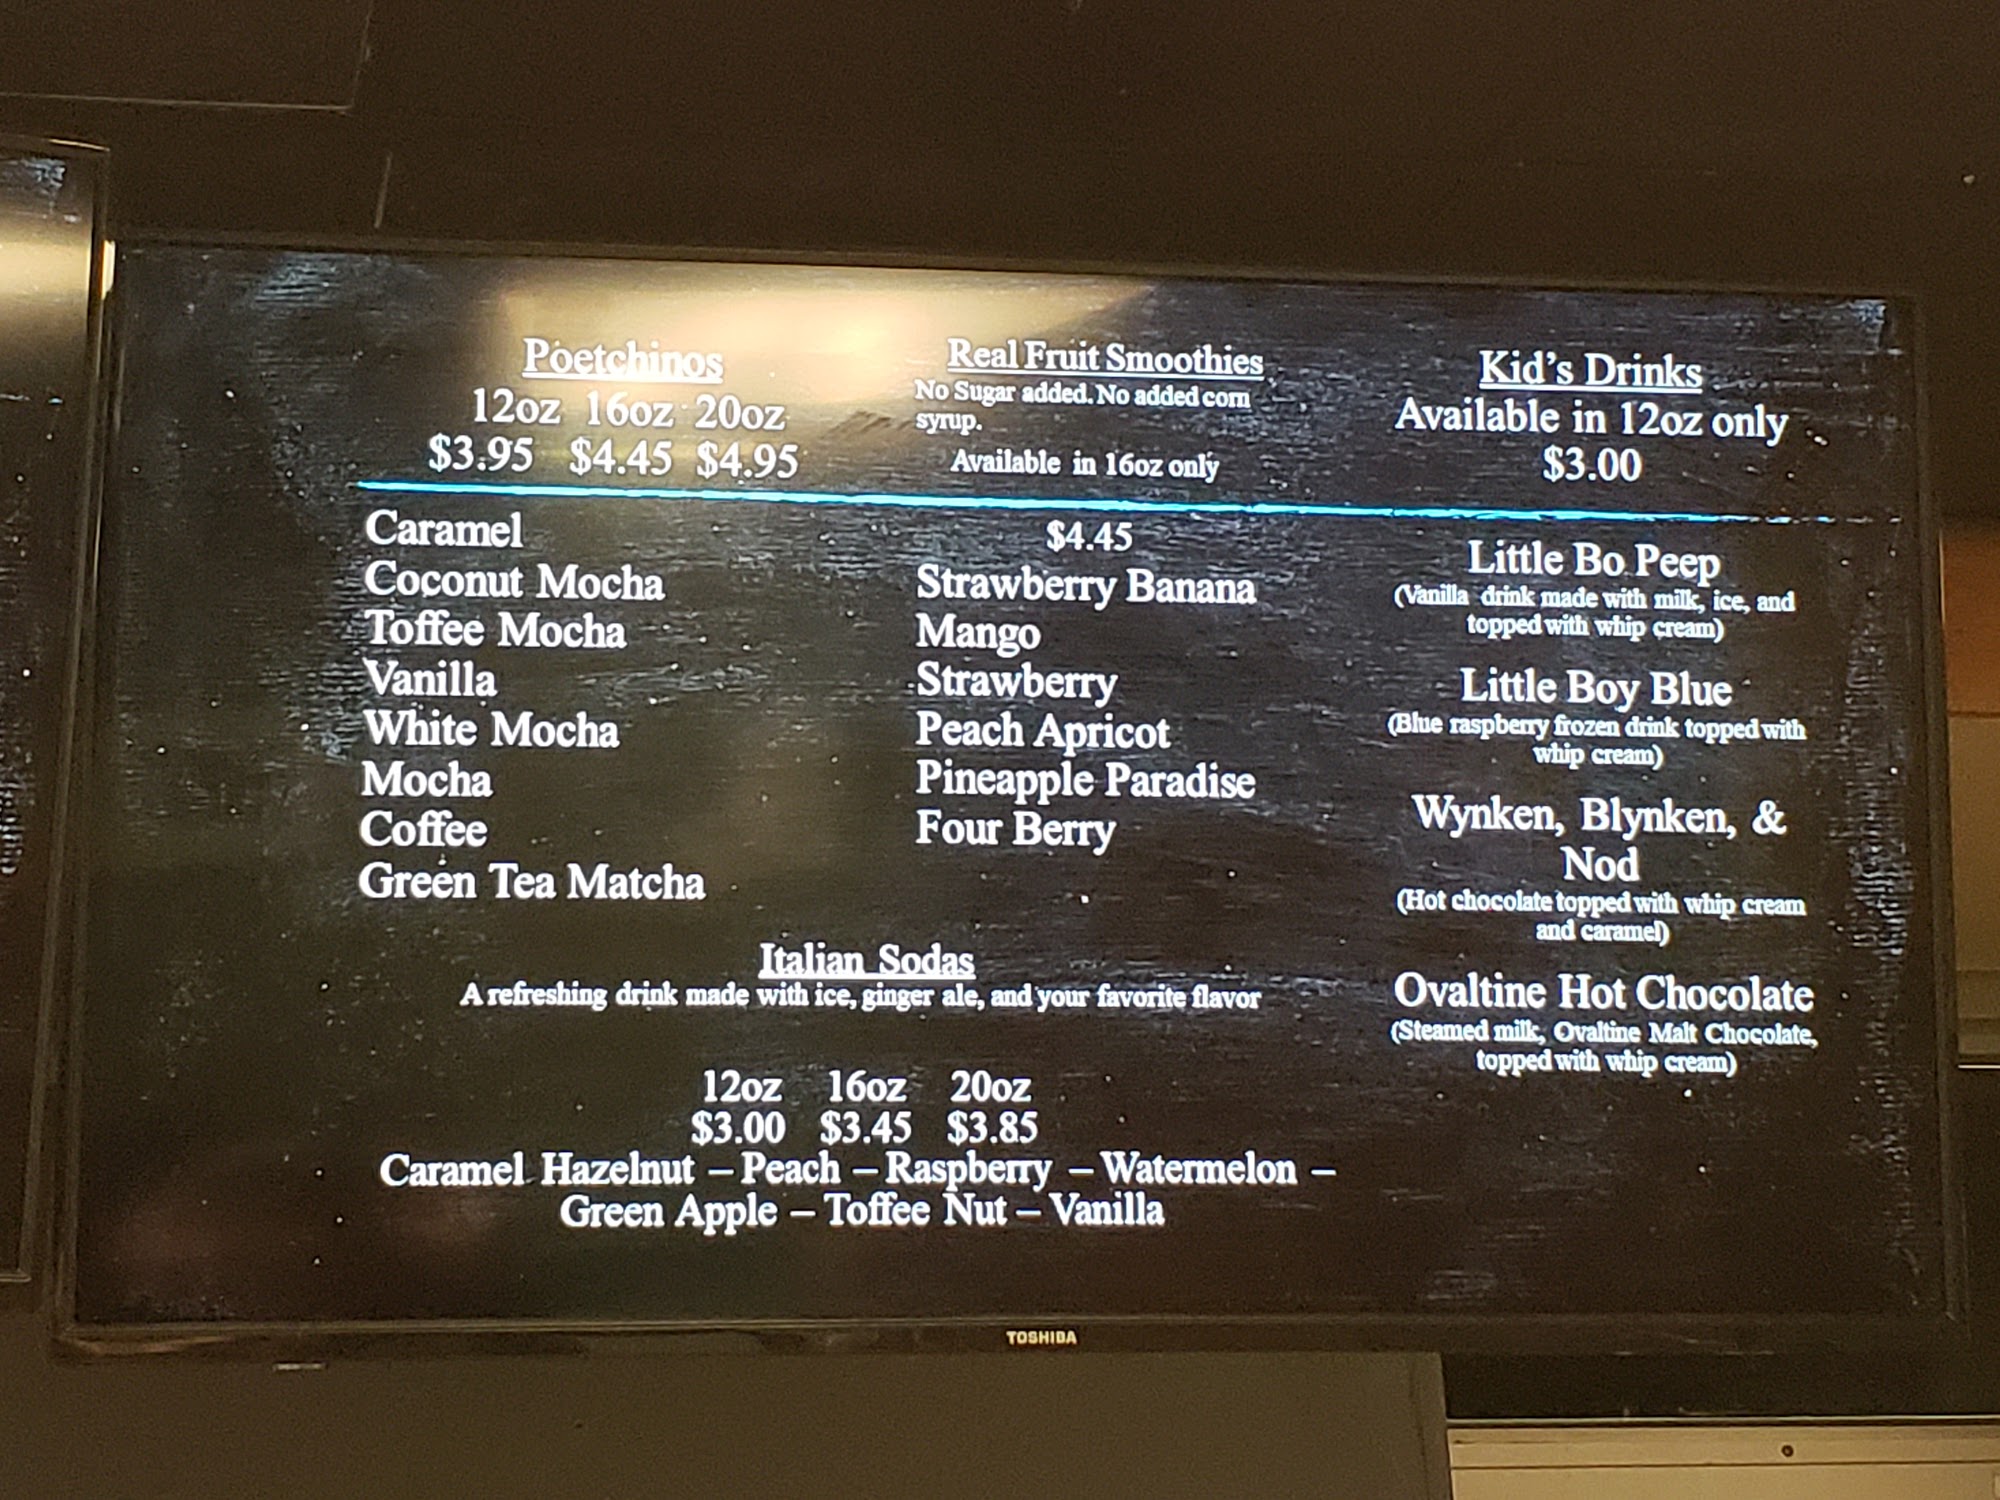 Poetchinos
12oz 16oz 20oz
$3.95 $4.45 $4.95
Caramel
Coconut Mocha
Toffee Mocha
Vanilla
White Mocha
Mocha
Coffee
Green Tea Matcha
Real Fruit Smoothies
No Sugar added. No added corn
syrup.
Available in 16oz only
$4.45
Strawberry Banana
Mango
Strawberry
Peach Apricot
Pineapple Paradise
Four Berry
Kid's Drinks
Available in 12oz only
$3.00
Little Bo Peep
(Vanilla drink made with milk, ice, and
topped with whip cream)
Little Boy Blue
(Blue raspberry frozen drink topped with
whip cream)
Wynken, Blynken, &
Nod
(Hot chocolate topped with whip cream
and caramel)
Ovaltine Hot Chocolate
(Steamed milk, Ovaltine Malt Chocolate,
topped with whip cream)
Italian Sodas
A refreshing drink made with ice, ginger ale, and your favorite flavor
12oz 16oz 20oz
$3.00 $3.45 $3.85
Caramel Hazelnut – Peach – Raspberry – Watermelon –
Green Apple – Toffee Nut – Vanilla
TOSHIBA